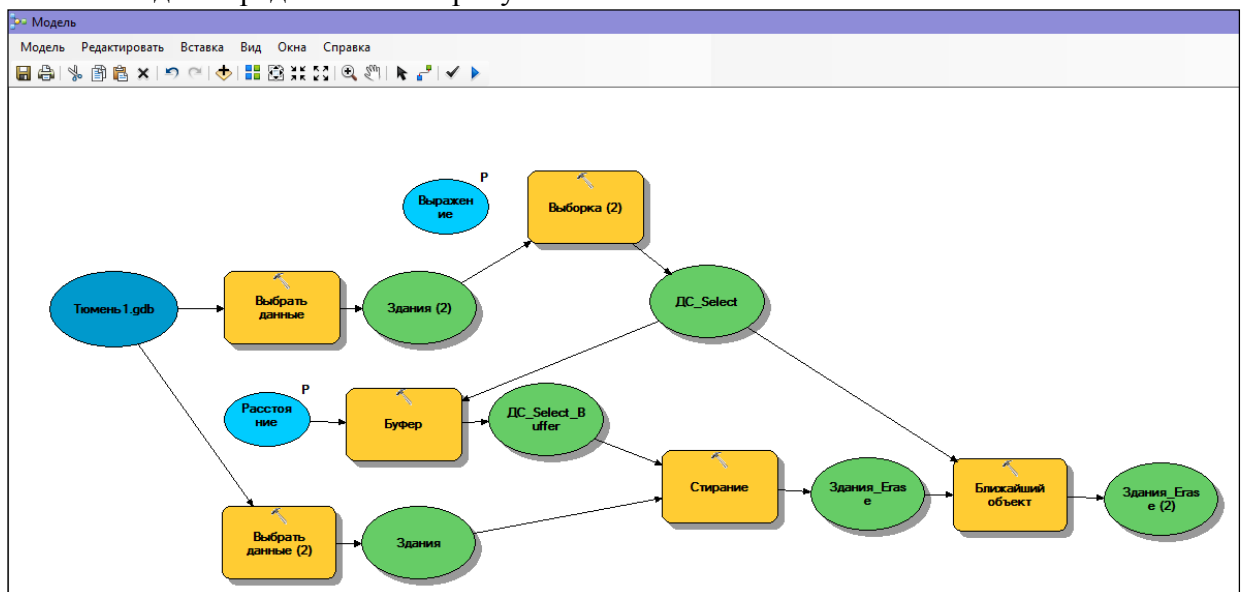 Модель
Модель Редактировать Вставка Вид Окна Справка
P
Выражен
ие
Выборка (2)
Тюмень1.gdb
Выбрать
данные
Здания (2)
ДС_Select
P
Расстоя
ние
Буфер
ДС_Select_B
uffer
Стирание
Здания_Eras
e
Ближайший
объект
Здания_Eras
e (2)
Выбрать
данные (2)
Здания